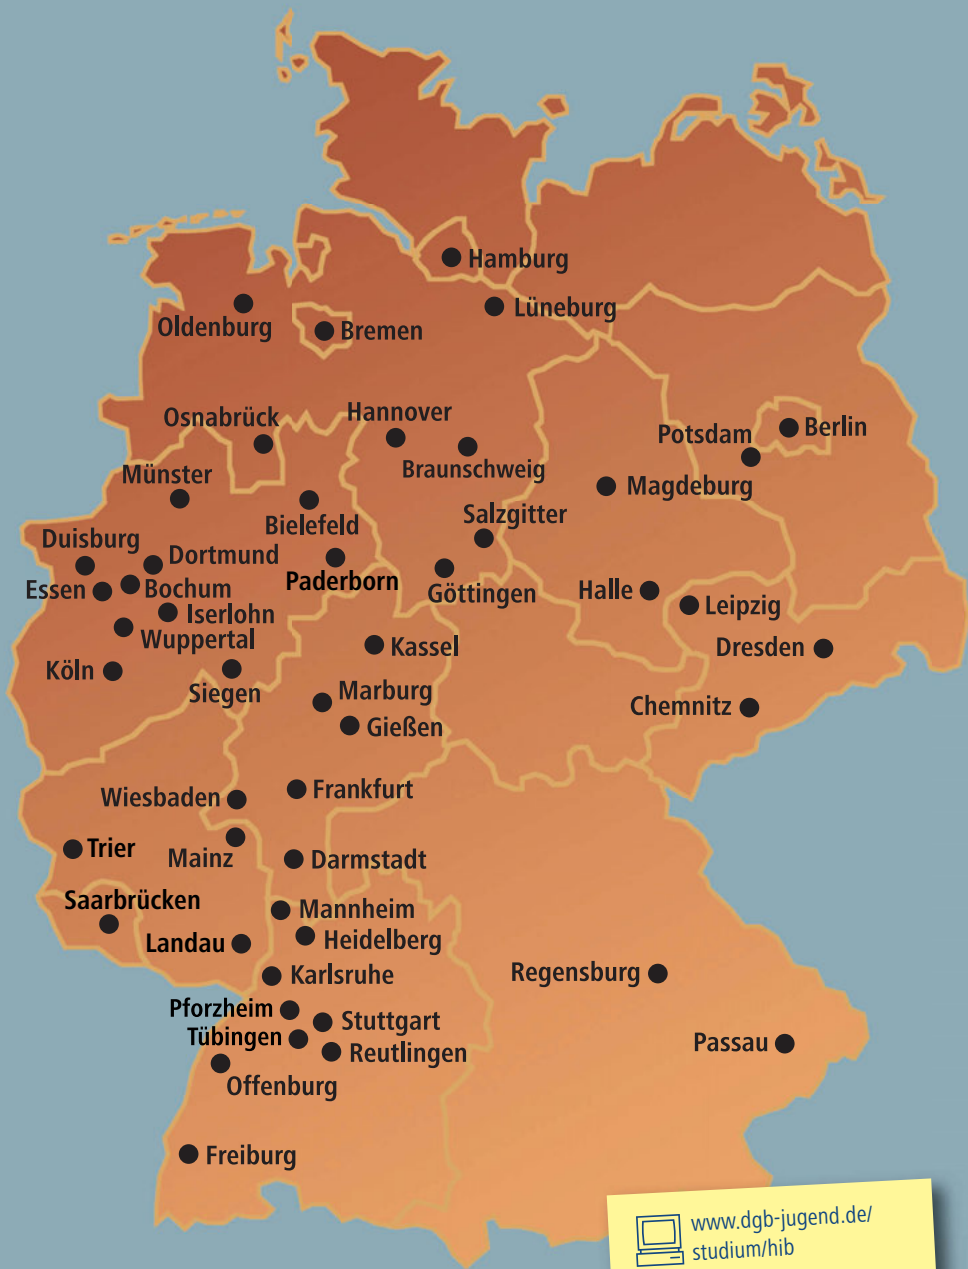 Hamburg
Lüneburg
Oldenburg
Bremen
Hannover
Osnabrück
Berlin
Potsdam
Braunschweig
Münster
Magdeburg
Salzgitter
Bielefeld
Duisburg
Dortmund
Paderborn
Göttingen
Essen
Bochum
Halle
Leipzig
Iserlohn
Wuppertal
Kassel
Dresden
Köln
Siegen
Marburg
Chemnitz
Gießen
Frankfurt
Wiesbaden
Trier
Mainz
Darmstadt
Saarbrücken
Mannheim
Landau
Heidelberg
Karlsruhe
Regensburg
Pforzheim
Stuttgart
Tübingen
Reutlingen
Passau
Offenburg
Freiburg
www.dgb-jugend.de/
studium/hib